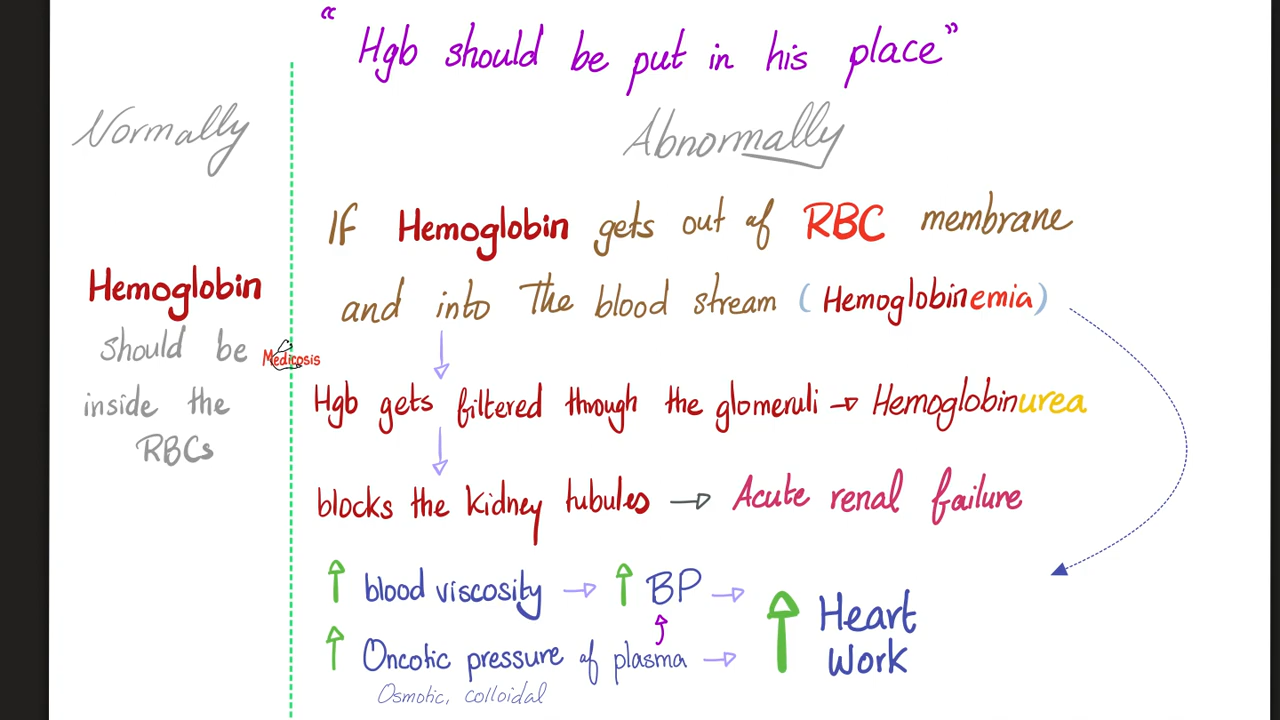 “ Hgb should be put in his place ”
Normally
Hemoglobin
should be
inside the
RBCs
Medicosis
Abnormally
If Hemoglobin gets out of RBC membrane
and into The blood stream ( Hemoglobinemia )
Hgb gets filtered through the glomeruli → Hemoglobinurea
blocks the kidney tubules → Acute renal failure
↑ blood viscosity → ↑ BP →
↑ Oncotic pressure of plasma →
Osmotic, colloidal
↑ Heart
Work